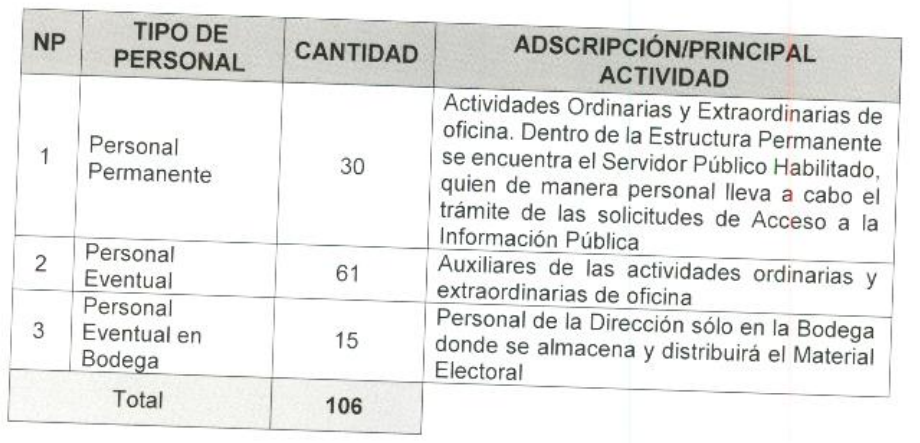 NP
TIPO DE
PERSONAL
CANTIDAD
ADSCRIPCIÓN/PRINCIPAL
ACTIVIDAD
1
Personal
Permanente
30
Actividades Ordinarias y Extraordinarias de
oficina. Dentro de la Estructura Permanente
se encuentra el Servidor Público Habilitado,
quien de manera personal lleva a cabo el
trámite de las solicitudes de Acceso a la
Información Pública
2
Personal
Eventual
61
Auxiliares de las actividades ordinarias y
extraordinarias de oficina
3
Personal
Eventual en
Bodega
15
Personal de la Dirección sólo en la Bodega
donde se almacena y distribuirá el Material
Electoral
Total
106